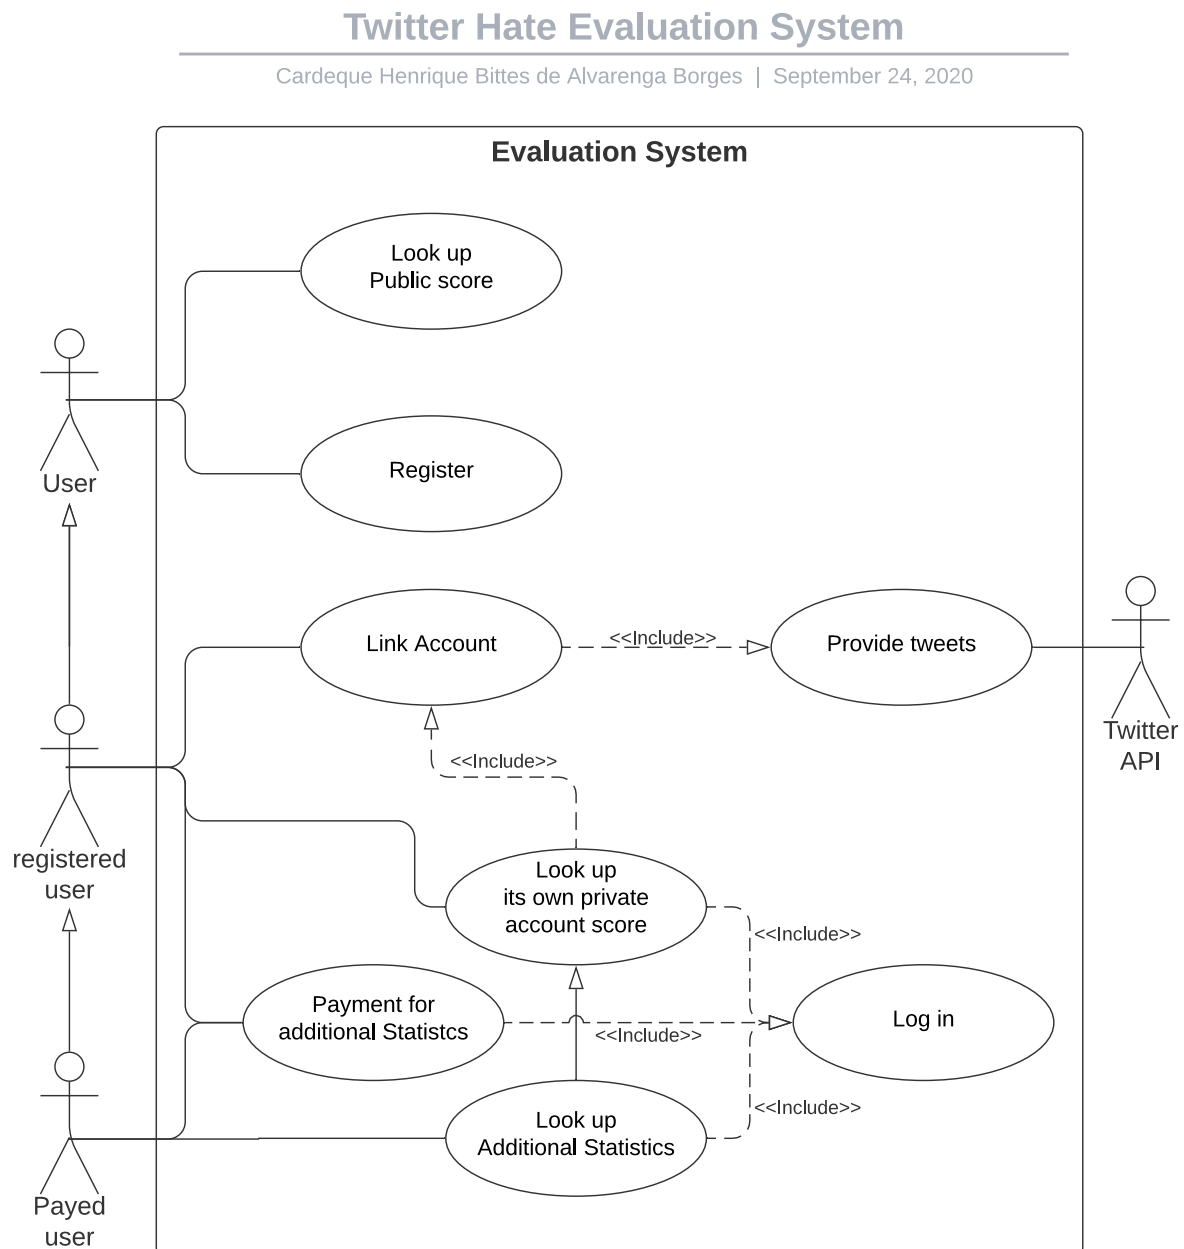 Twitter Hate Evaluation System
Cardeque Henrique Bittes de Alvarenga Borges | September 24, 2020
Evaluation System
Look up
Public score
User
Register
Link Account
<<Include>>
Provide tweets
Twitter
API
<<Include>>
registered
user
Look up
its own private
account score
<<Include>>
Payment for
additional Statistcs
<<Include>>
Log in
Look up
Additional Statistics
<<Include>>
Payed
user